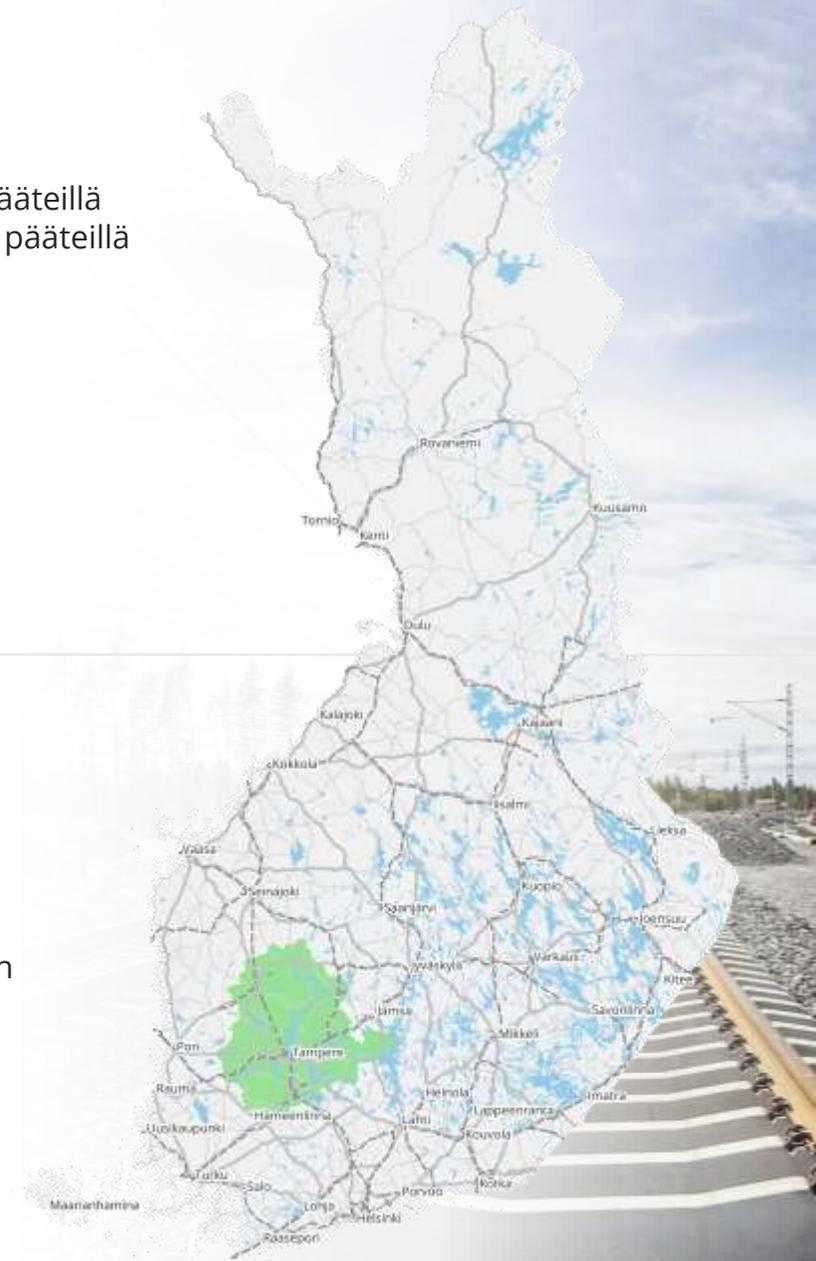 ääteillä
pääteillä
Rovaniemi
Kuusamo
Tornio
Kemi
Oulu
Kalajoki
Kajaani
Kokkola
Iisalmi
Lieksa
Vaasa
Seinäjoki
Kuopio
Saarijärvi
Joensuu
n
Varkaus
Jyväskylä
Kitee
Jämsä
Savonlinna
Mikkeli
Pori
Tampere
Rauma
Heinola
Imatra
Lappeenranta
Hämeenlinna
Lahti
Uusikaupunki
Kouvola
Turku
Salo
Kotka
Porvoo
Maarianhamina
Lohja
Helsinki
Raasepori